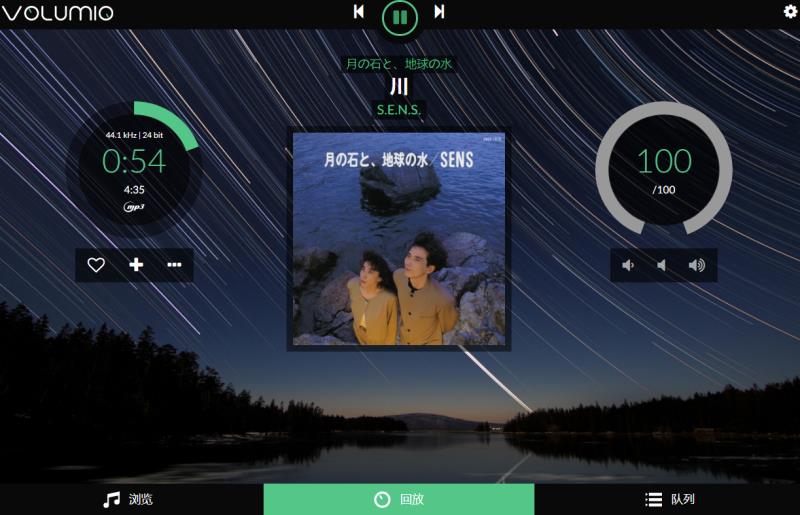 VOLUMIO
月の石と、地球の水
川
S.E.N.S.
44.1 kHz | 24 bit
0:54
4:35
mp3
月の石と、地球の水／SENS
100
/100
浏览
回放
队列